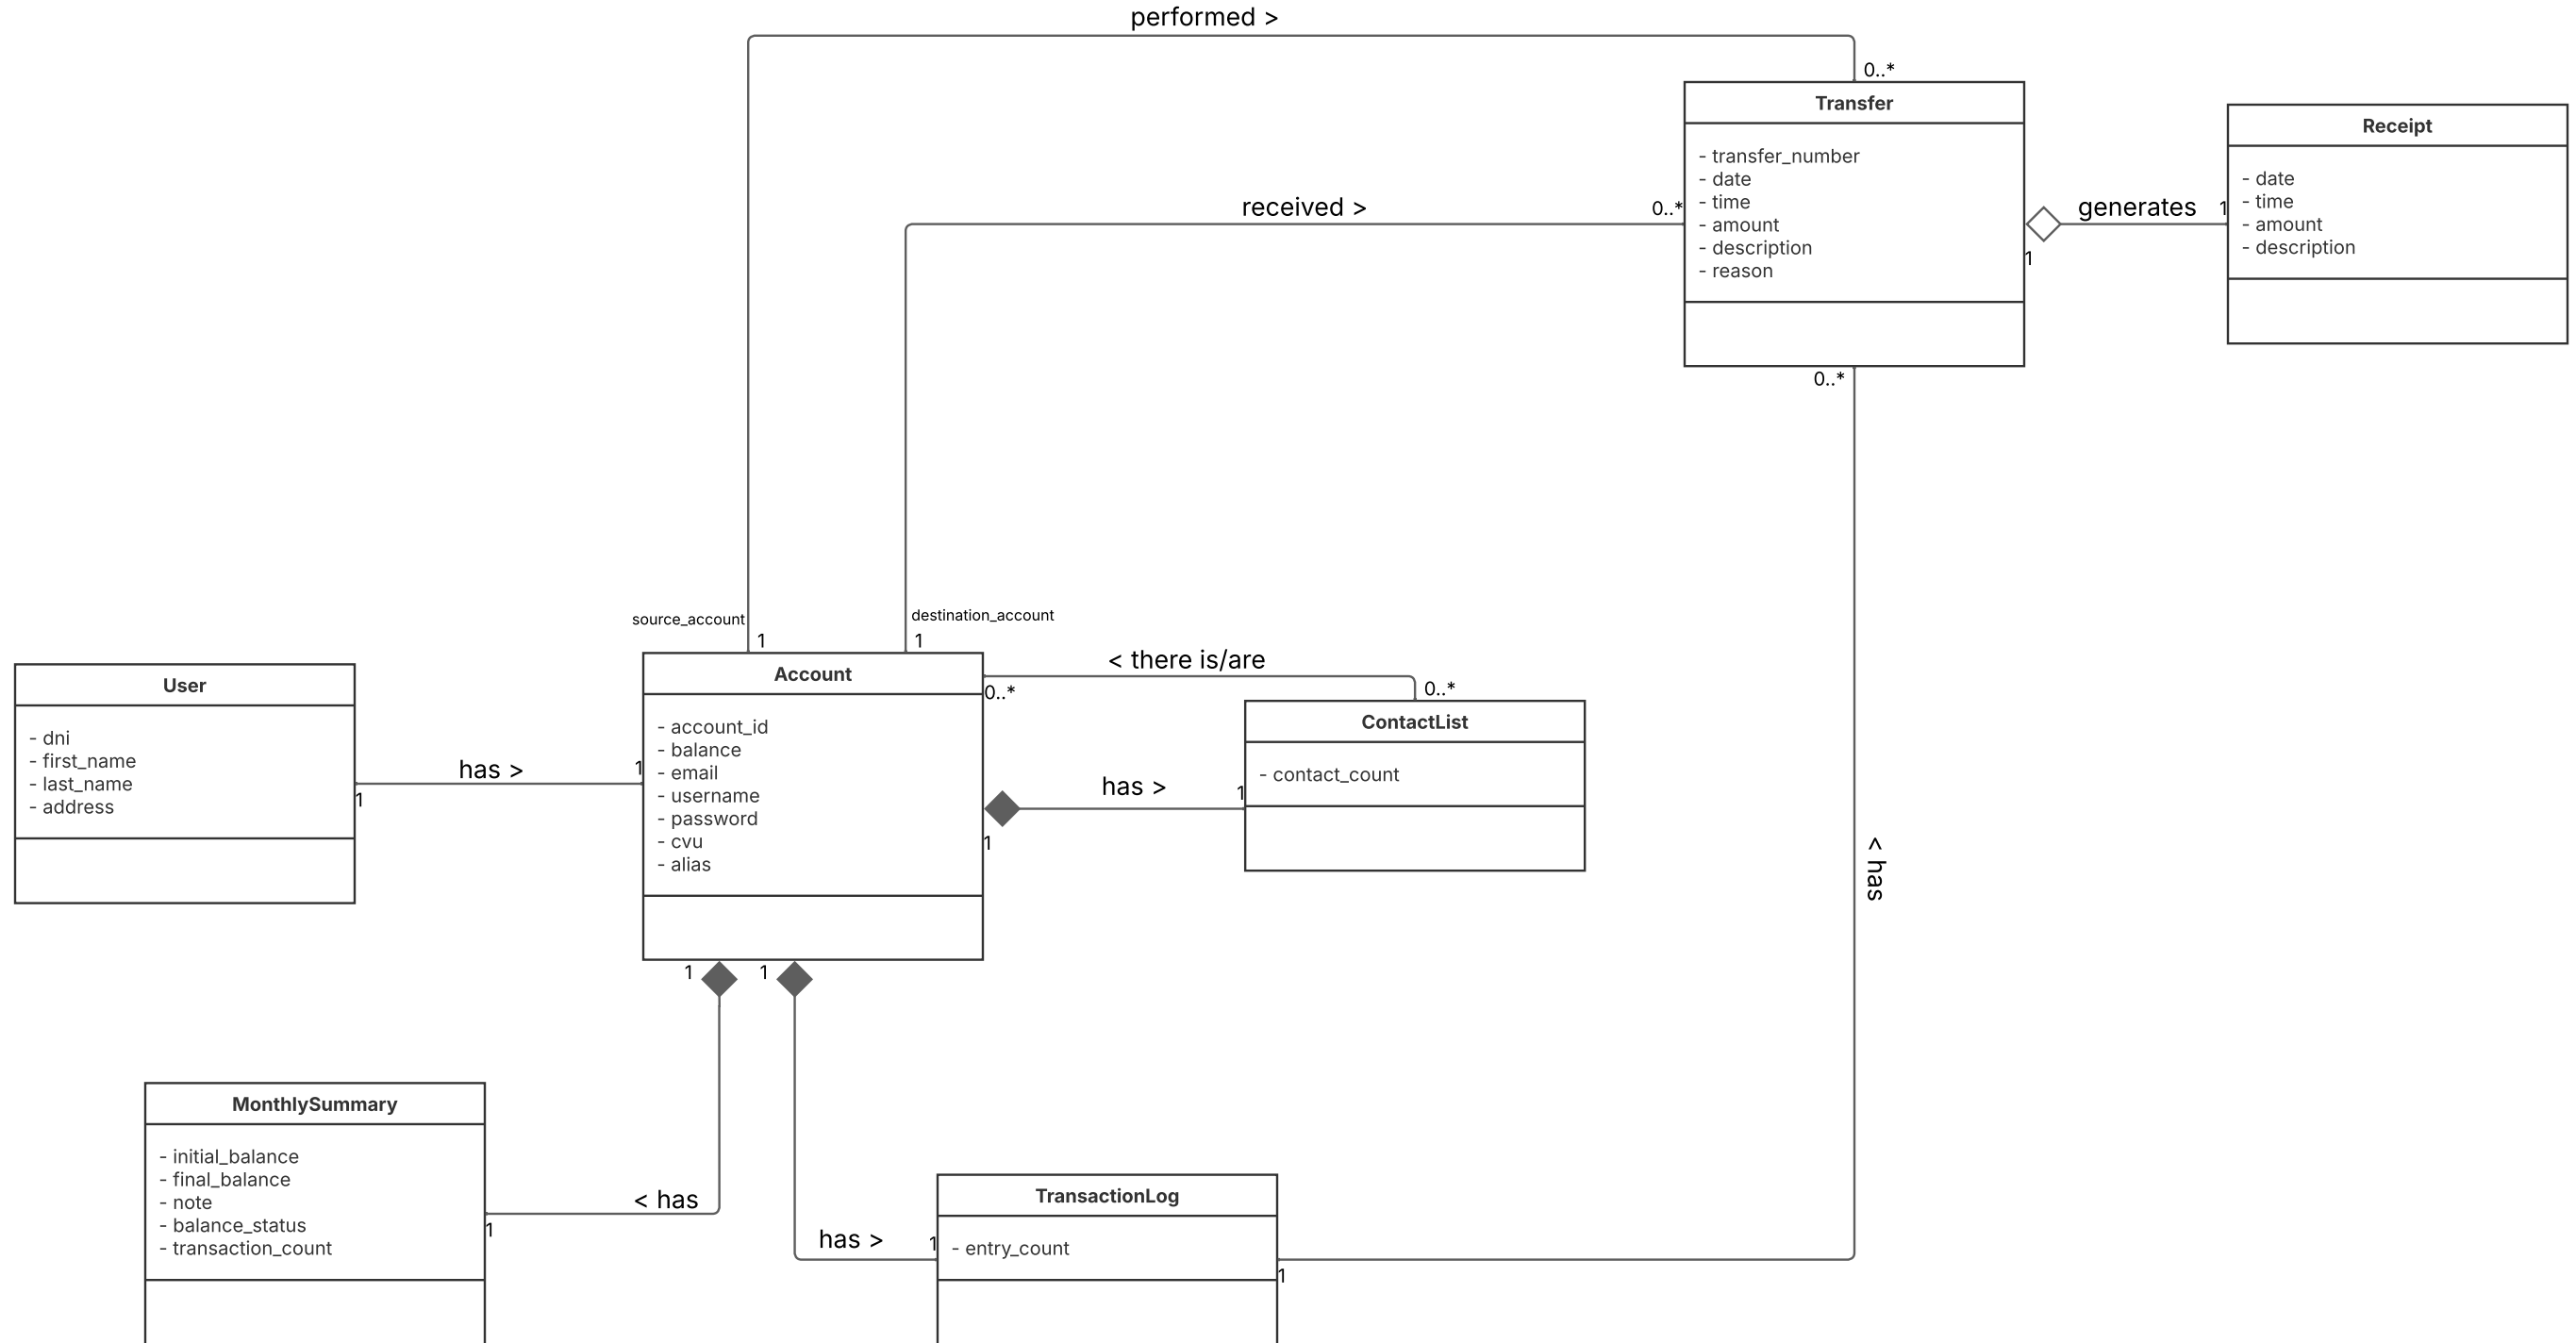 performed >
0..*
Transfer
- transfer_number
- date
- time
- amount
- description
- reason
Receipt
- date
- time
- amount
- description
received >
0..*
generates
1
1
0..*
source_account
1
destination_account
1
< there is/are
0..*
0..*
User
- dni
- first_name
- last_name
- address
has >
1
1
Account
- account_id
- balance
- email
- username
- password
- cvu
- alias
ContactList
- contact_count
has >
1
1
< has
1
1
MonthlySummary
- initial_balance
- final_balance
- note
- balance_status
- transaction_count
< has
1
has >
1
TransactionLog
- entry_count
1